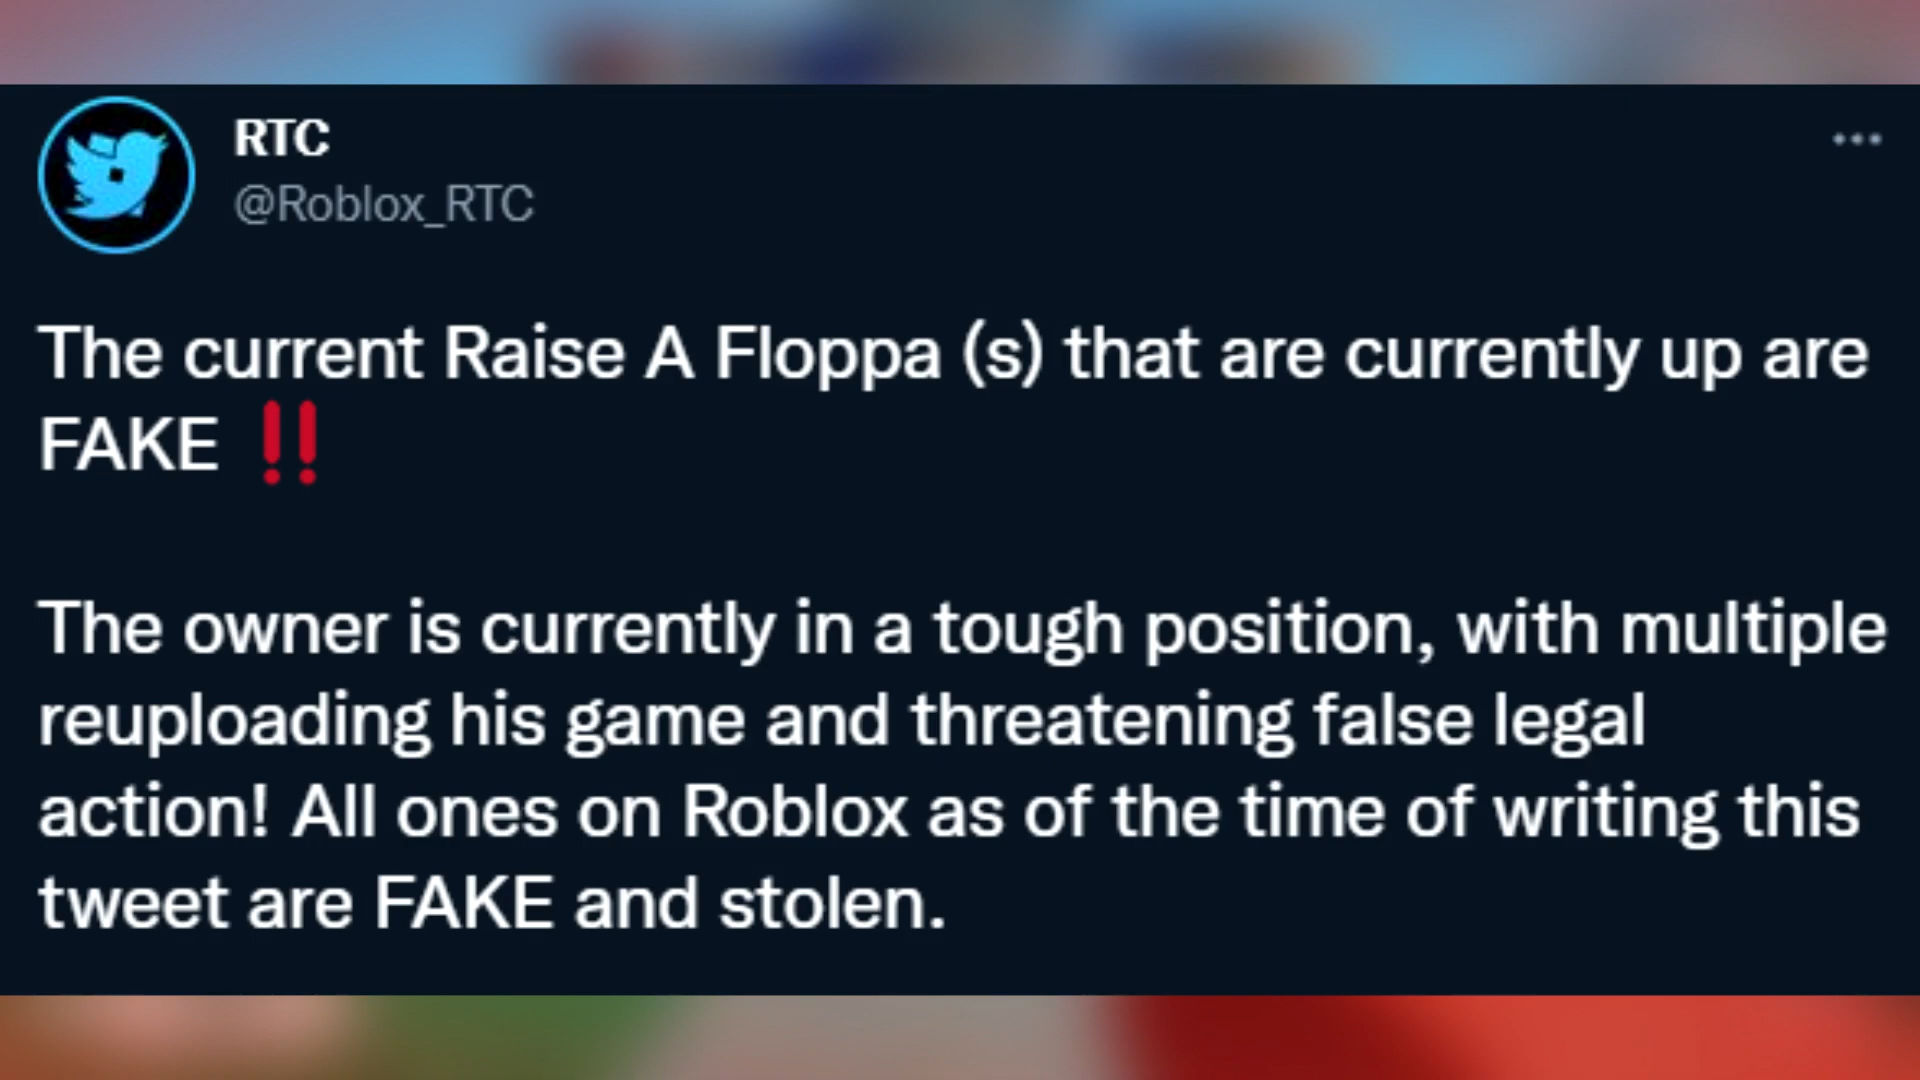 RTC
@Roblox_RTC
The current Raise A Floppa (s) that are currently up are
FAKE ‼️
The owner is currently in a tough position, with multiple
reuploading his game and threatening false legal
action! All ones on Roblox as of the time of writing this
tweet are FAKE and stolen.